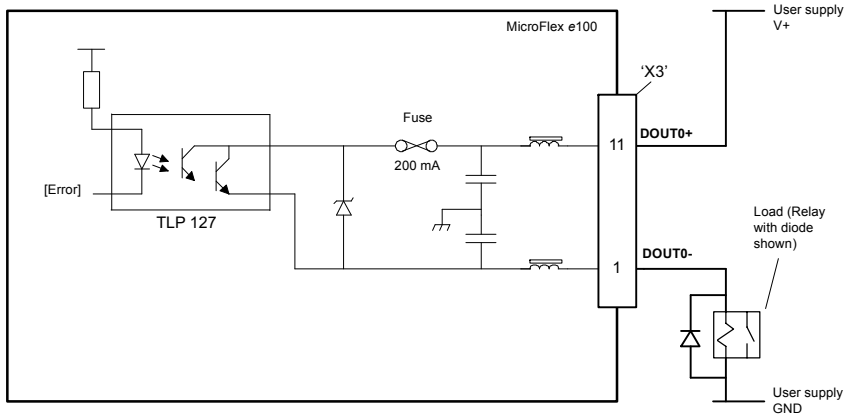 MicroFlex e100
User supply
V+
'X3'
Fuse
200 mA
11
DOUT0+
[Error]
TLP 127
Load (Relay
with diode
shown)
1
DOUT0-
User supply
GND